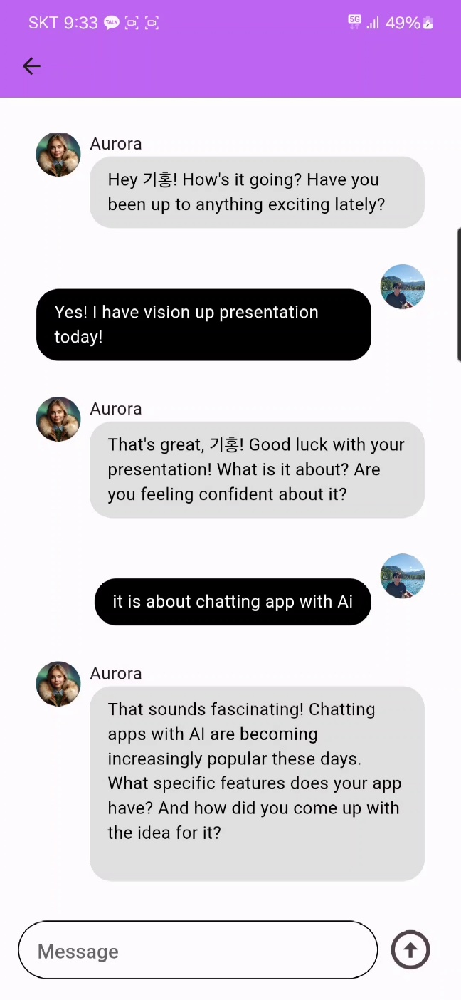 SKT 9:33 TALK 5G 49%
Aurora
Hey 기홍! How's it going? Have you
been up to anything exciting lately?
Yes! I have vision up presentation
today!
Aurora
That's great, 기홍! Good luck with your
presentation! What is it about? Are
you feeling confident about it?
it is about chatting app with Ai
Aurora
That sounds fascinating! Chatting
apps with AI are becoming
increasingly popular these days.
What specific features does your app
have? And how did you come up with
the idea for it?
Message